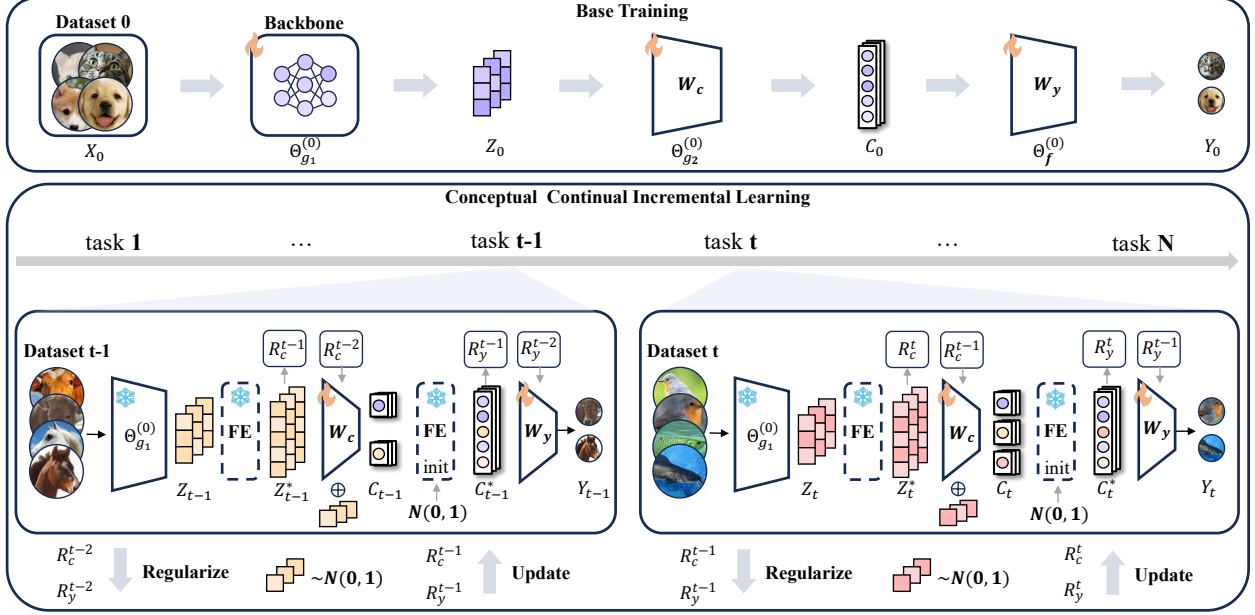 Base Training
Dataset 0
Backbone
W_c
W_y
X_0
Θ_{g_1}^{(0)}
Z_0
Θ_{g_2}^{(0)}
C_0
Θ_f^{(0)}
Y_0
Conceptual Continual Incremental Learning
task 1
...
task t-1
task t
...
task N
Dataset t-1
R_c^{t-1}
R_c^{t-2}
R_y^{t-1}
R_y^{t-2}
Θ_{g_1}^{(0)}
FE
W_c
FE
init
W_y
Z_{t-1}
Z_{t-1}^*
⊕
C_{t-1}
N(0, 1)
C_{t-1}^*
Y_{t-1}
Dataset t
R_c^t
R_c^{t-1}
R_y^t
R_y^{t-1}
Θ_{g_1}^{(0)}
FE
W_c
FE
init
W_y
Z_t
Z_t^*
⊕
C_t
N(0, 1)
C_t^*
Y_t
R_c^{t-2}
R_y^{t-2}
Regularize
~N(0, 1)
R_c^{t-1}
R_y^{t-1}
Update
R_c^{t-1}
R_y^{t-1}
Regularize
~N(0, 1)
R_c^t
R_y^t
Update